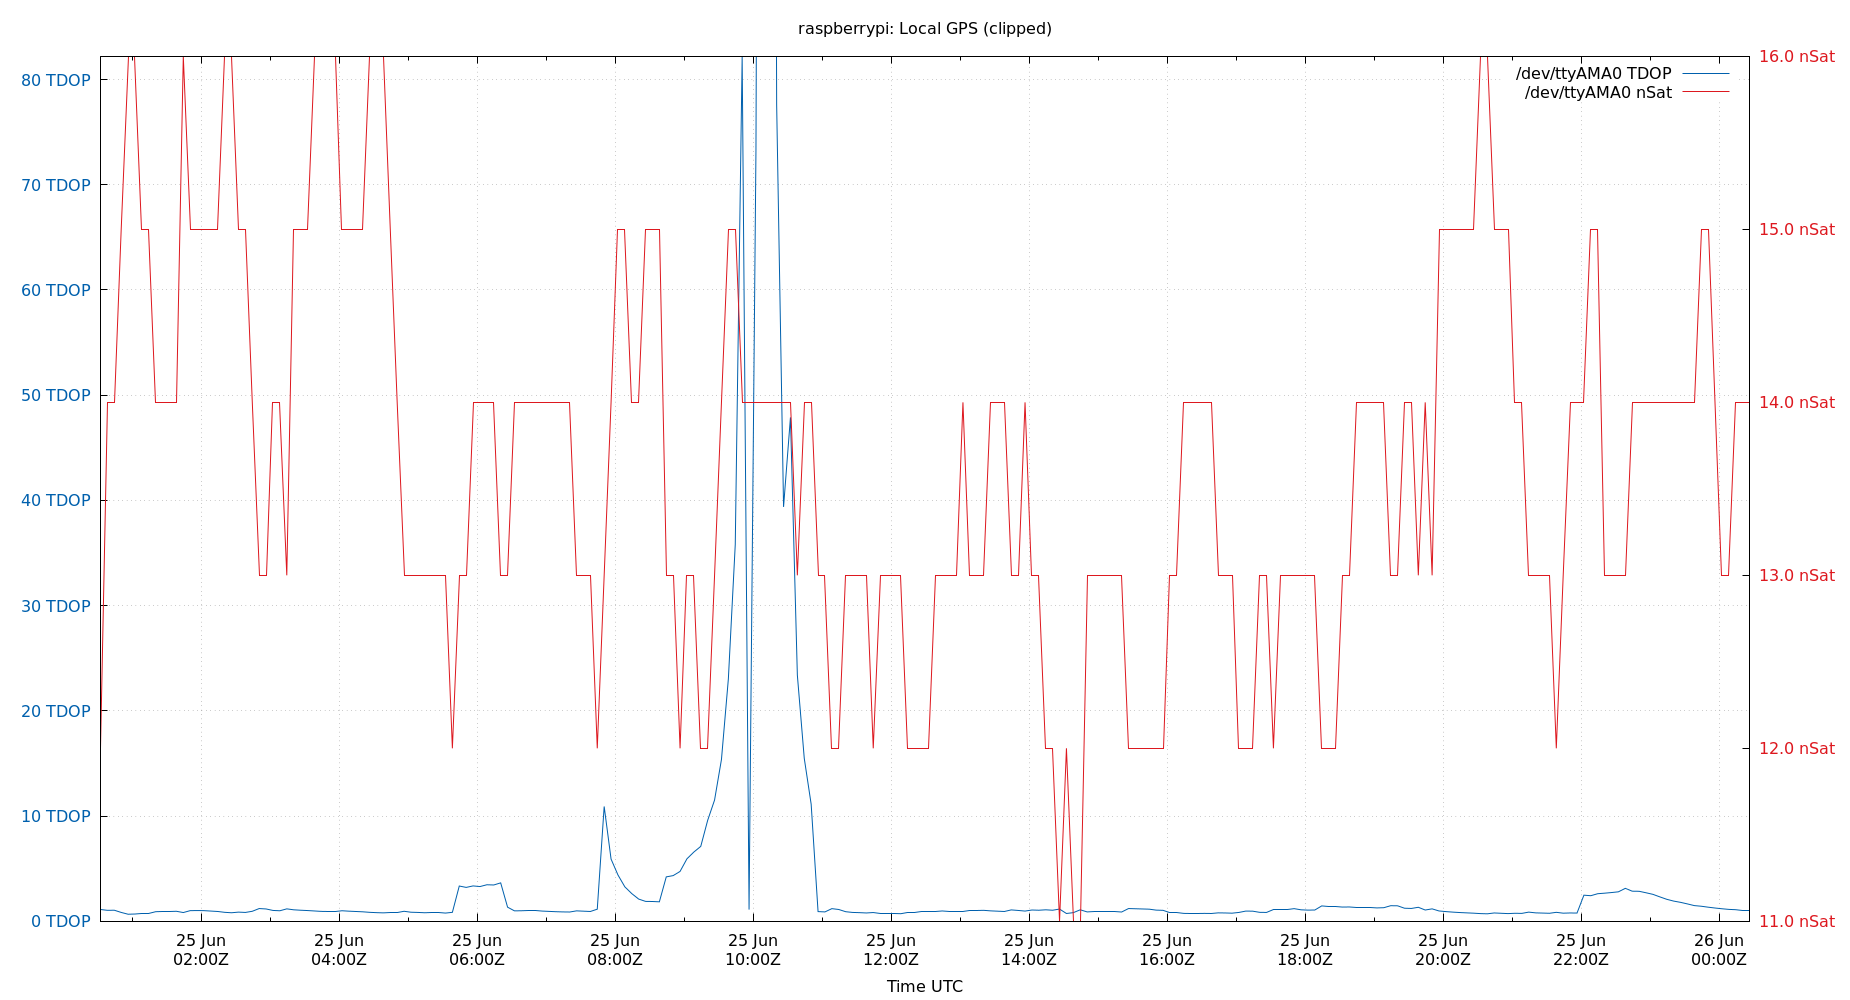 raspberrypi: Local GPS (clipped)
/dev/ttyAMA0 TDOP
/dev/ttyAMA0 nSat
80 TDOP
70 TDOP
60 TDOP
50 TDOP
40 TDOP
30 TDOP
20 TDOP
10 TDOP
0 TDOP
16.0 nSat
15.0 nSat
14.0 nSat
13.0 nSat
12.0 nSat
11.0 nSat
25 Jun
02:00Z
25 Jun
04:00Z
25 Jun
06:00Z
25 Jun
08:00Z
25 Jun
10:00Z
25 Jun
12:00Z
25 Jun
14:00Z
25 Jun
16:00Z
25 Jun
18:00Z
25 Jun
20:00Z
25 Jun
22:00Z
26 Jun
00:00Z
Time UTC